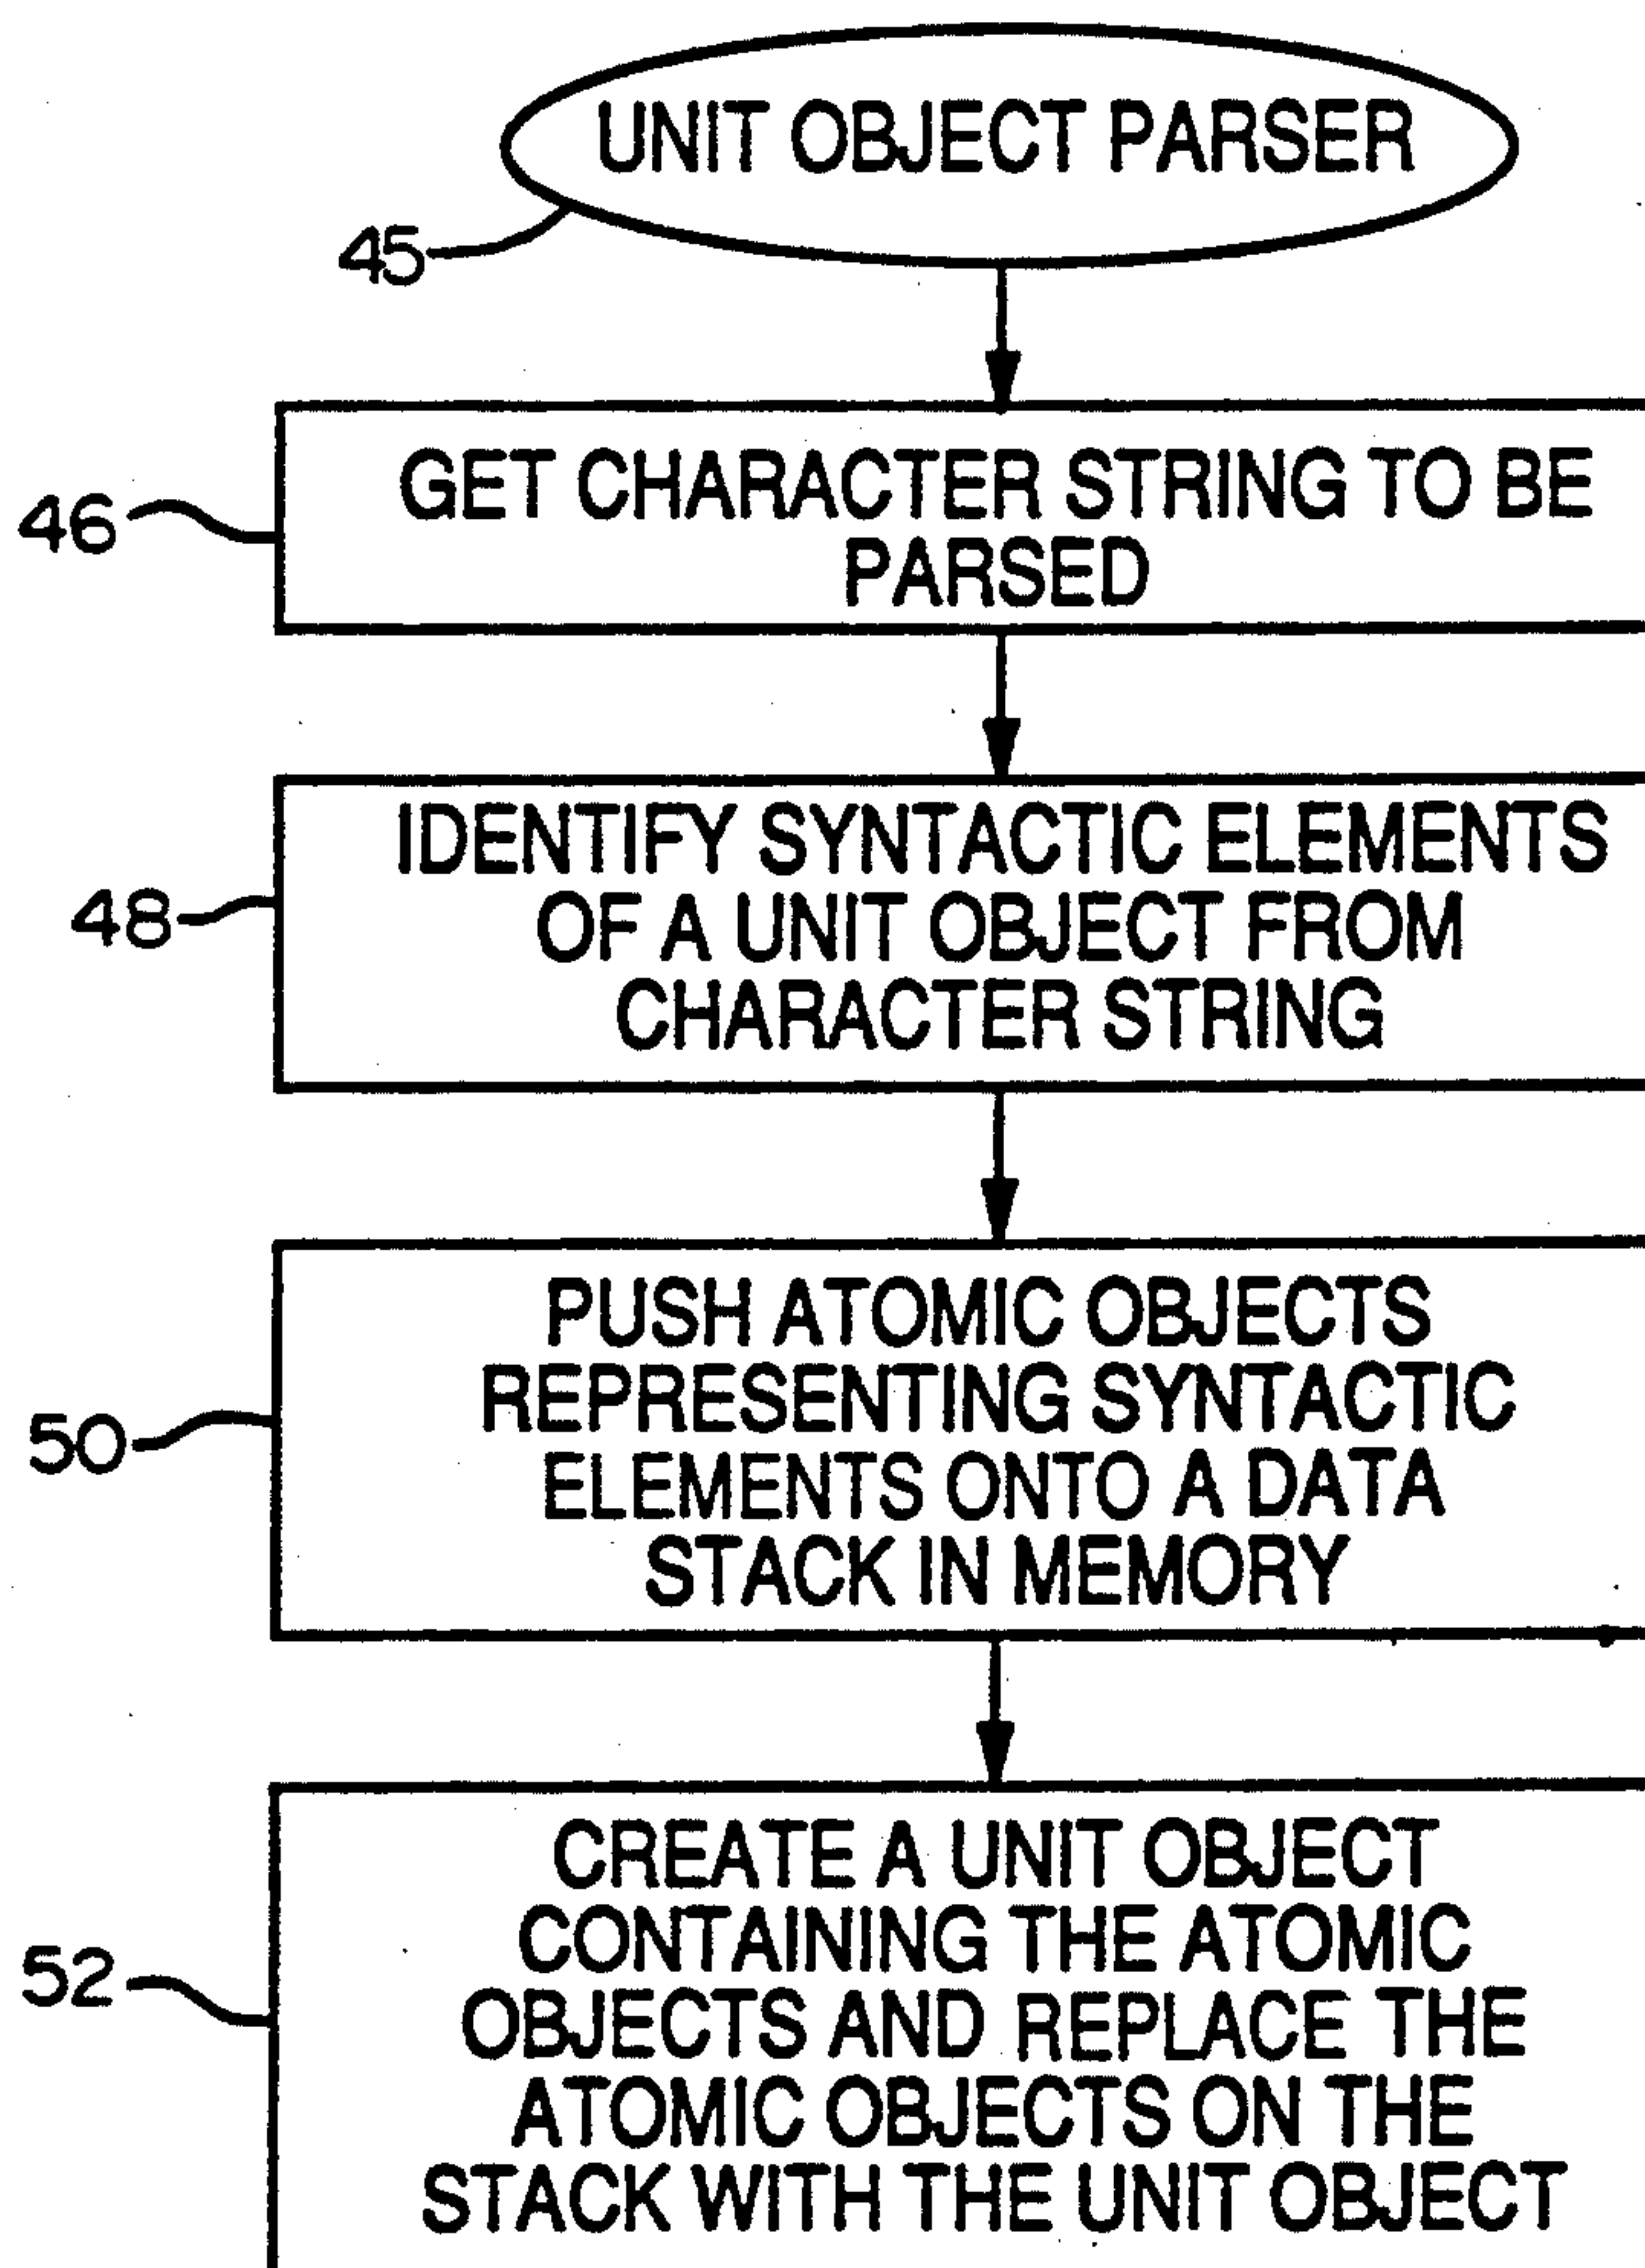 UNIT OBJECT PARSER
45
GET CHARACTER STRING TO BE
PARSED
46
IDENTIFY SYNTACTIC ELEMENTS
OF A UNIT OBJECT FROM
CHARACTER STRING
48
PUSH ATOMIC OBJECTS
REPRESENTING SYNTACTIC
ELEMENTS ONTO A DATA
STACK IN MEMORY
50
CREATE A UNIT OBJECT
CONTAINING THE ATOMIC
OBJECTS AND REPLACE THE
ATOMIC OBJECTS ON THE
STACK WITH THE UNIT OBJECT
52